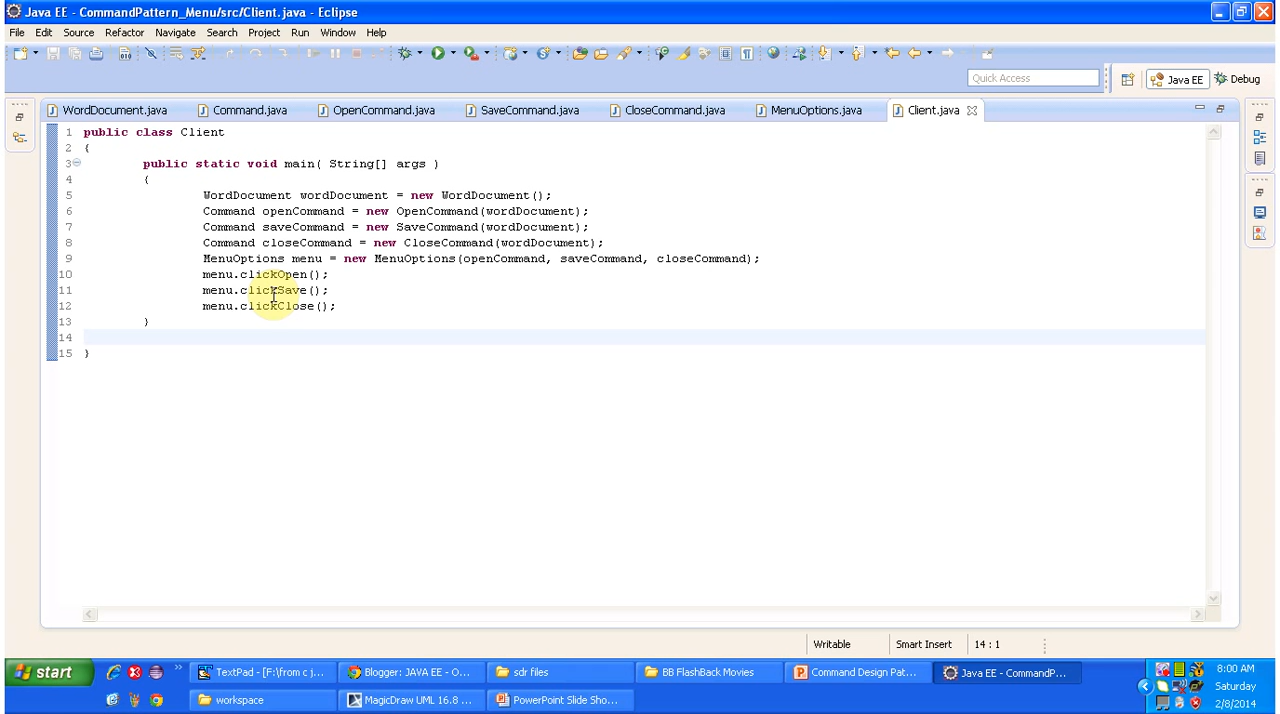 Java EE - CommandPattern_Menu/src/Client.java - Eclipse
File Edit Source Refactor Navigate Search Project Run Window Help
Quick Access
Java EE
Debug
WordDocument.java Command.java OpenCommand.java SaveCommand.java CloseCommand.java MenuOptions.java Client.java
1 public class Client
2 {
3 public static void main( String[] args )
4 {
5 WordDocument wordDocument = new WordDocument();
6 Command openCommand = new OpenCommand(wordDocument);
7 Command saveCommand = new SaveCommand(wordDocument);
8 Command closeCommand = new CloseCommand(wordDocument);
9 MenuOptions menu = new MenuOptions(openCommand, saveCommand, closeCommand);
10 menu.clickOpen();
11 menu.clickSave();
12 menu.clickClose();
13 }
14
15 }
Writable Smart Insert 14 : 1
start
TextPad - [F:\from c j... Blogger: JAVA EE - O... sdr files BB FlashBack Movies Command Design Pat... Java EE - CommandP...
workspace MagicDraw UML 16.8 ... PowerPoint Slide Sho...
8:00 AM
Saturday
2/8/2014